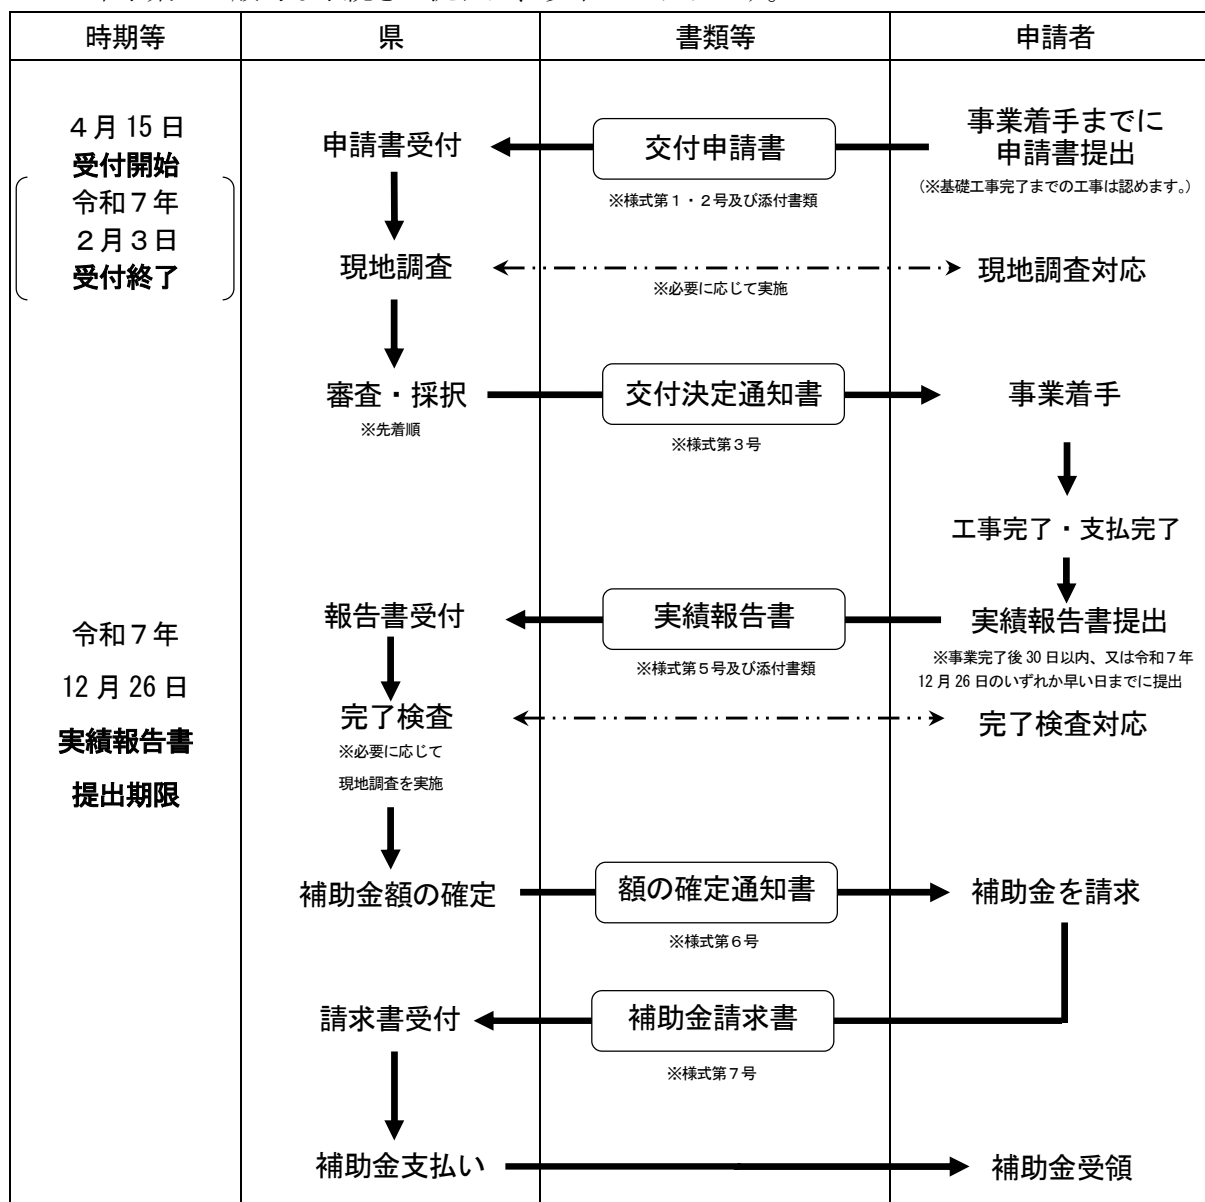 時期等 県 書類等 申請者
4月15日
受付開始
令和7年
2月3日
受付終了
申請書受付
交付申請書
※様式第1・2号及び添付書類
事業着手までに
申請書提出
(※基礎工事完了までの工事は認めます。)
現地調査
※必要に応じて実施
現地調査対応
審査・採択
※先着順
交付決定通知書
※様式第3号
事業着手
工事完了・支払完了
令和7年
12月26日
実績報告書
提出期限
報告書受付
実績報告書
※様式第5号及び添付書類
実績報告書提出
※事業完了後30日以内、又は令和7年
12月26日のいずれか早い日までに提出
完了検査
※必要に応じて
現地調査を実施
完了検査対応
補助金額の確定
額の確定通知書
※様式第6号
補助金を請求
請求書受付
補助金請求書
※様式第7号
補助金支払い
補助金受領